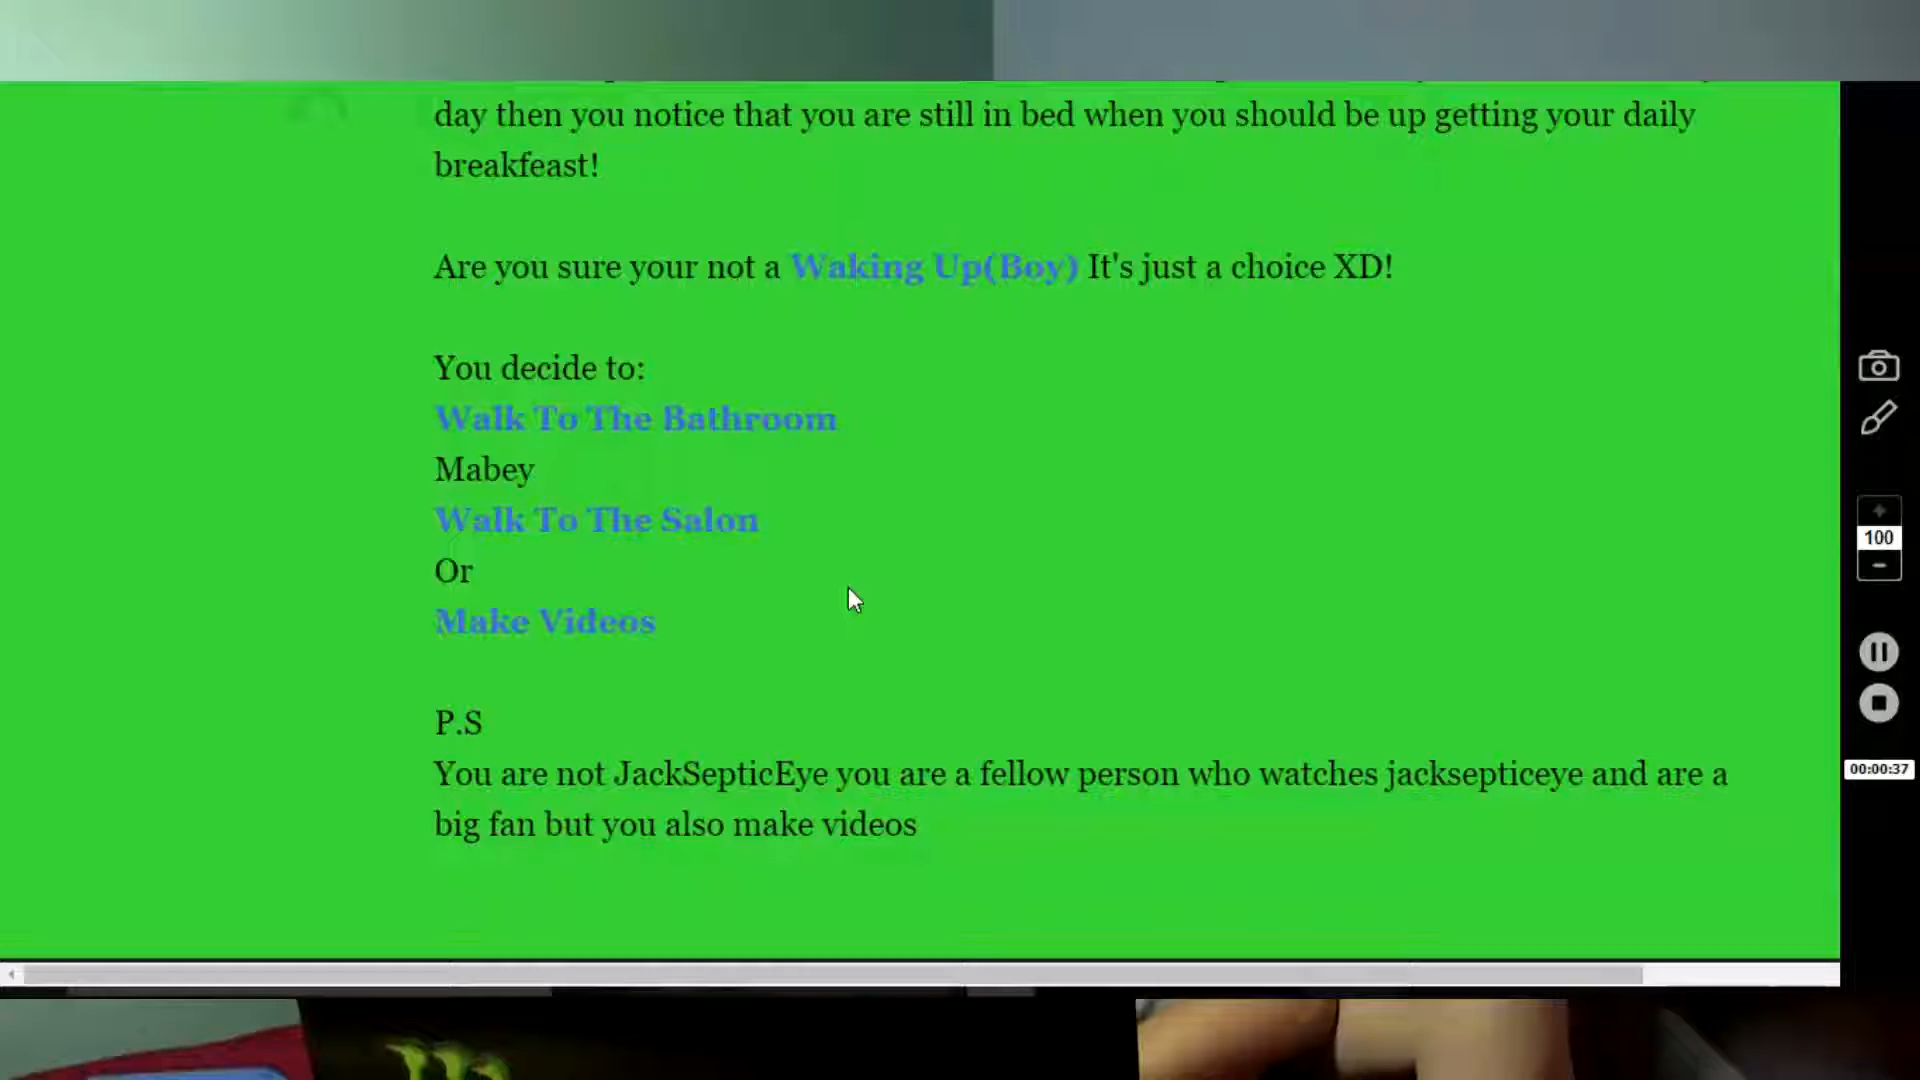 day then you notice that you are still in bed when you should be up getting your daily
breakfeast!
Are you sure your not a Waking Up(Boy) It's just a choice XD!
You decide to:
Walk To The Bathroom
Mabey
Walk To The Salon
Or
Make Videos
P.S
You are not JackSepticEye you are a fellow person who watches jacksepticeye and are a
big fan but you also make videos
100
00:00:37